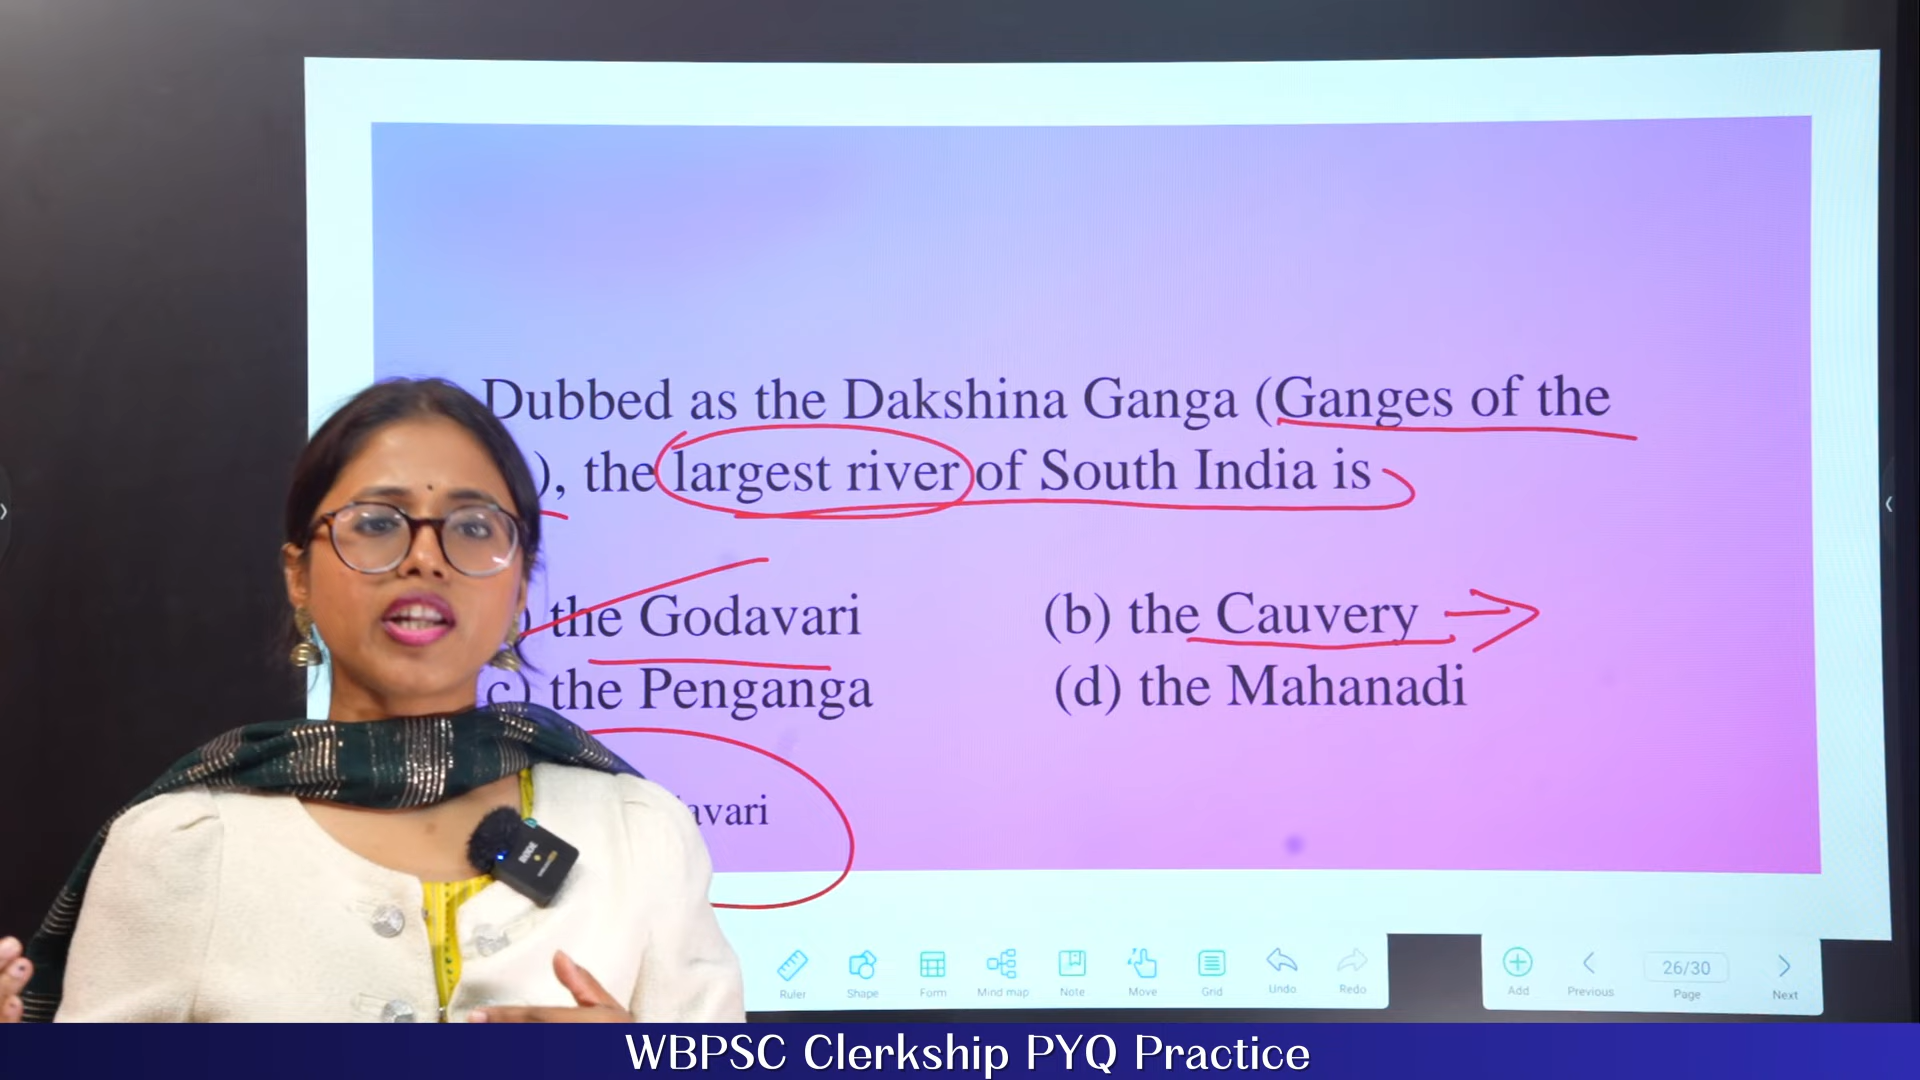 Dubbed as the Dakshina Ganga (Ganges of the
), the largest river of South India is
) the Godavari (b) the Cauvery
c) the Penganga (d) the Mahanadi
avari
Ruler Shape Form Mind map Note Move Grid Undo Redo
Add Previous 26/30 Page Next
RODE
WBPSC Clerkship PYQ Practice